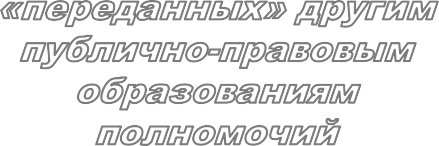 «переданных» другим
публично-правовым
образованиям
полномочий